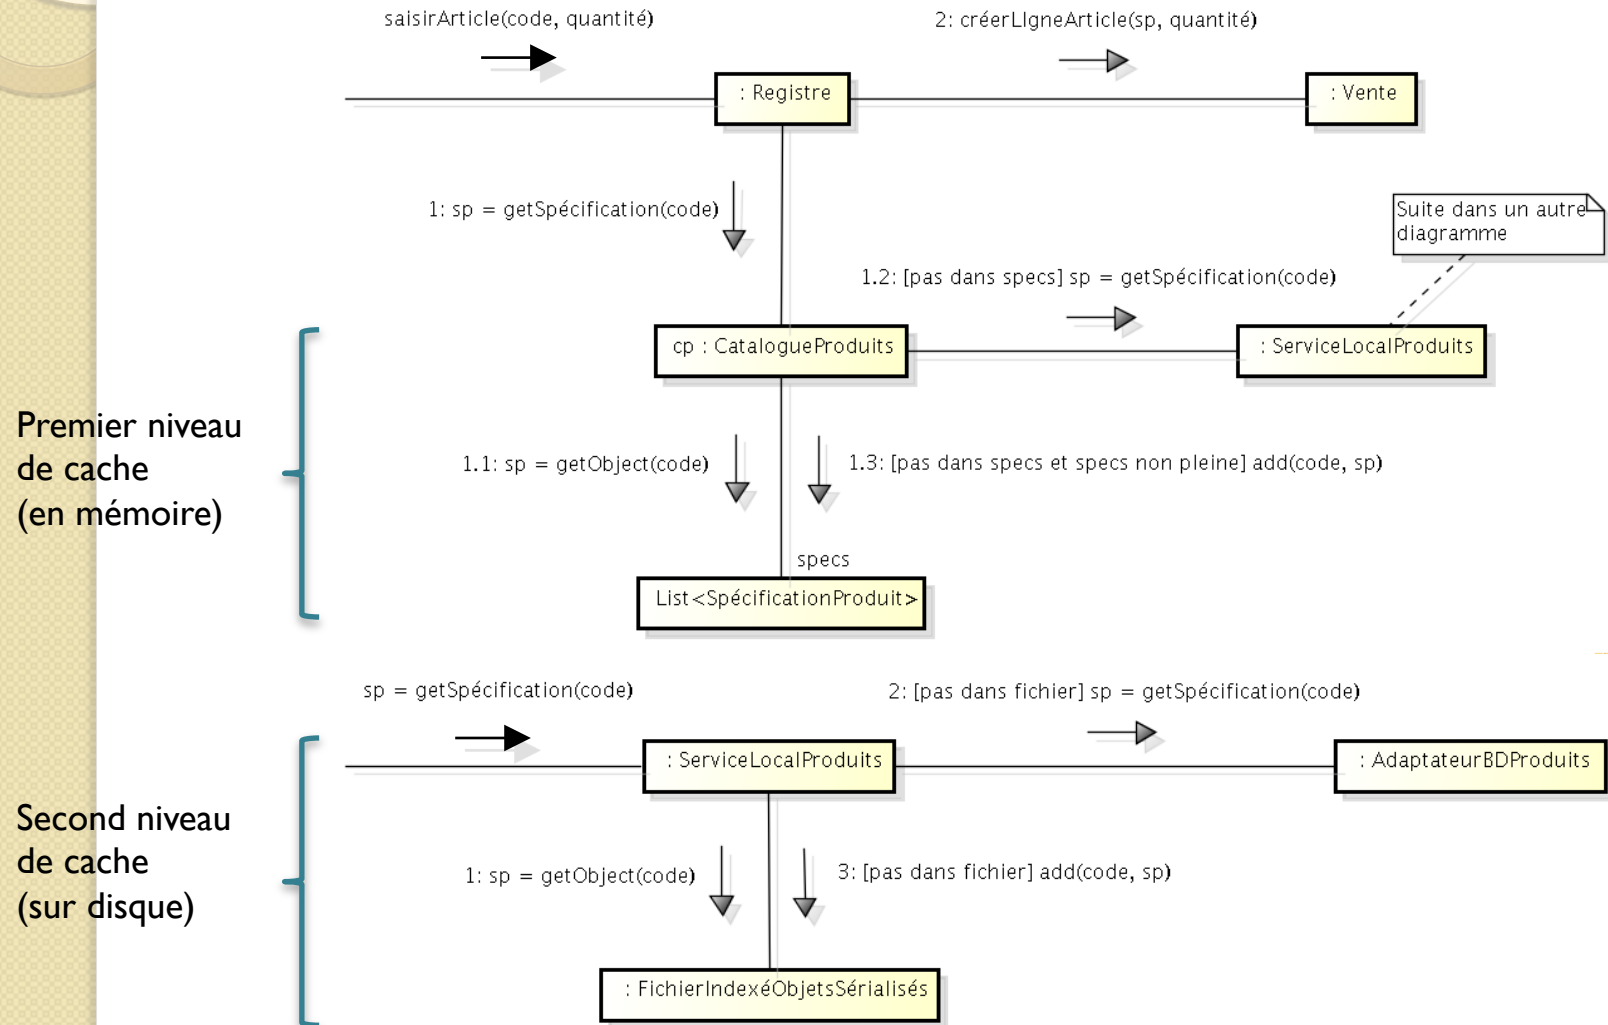 saisirArticle(code, quantité)
2: créerLIgneArticle(sp, quantité)
: Registre
: Vente
1: sp = getSpécification(code)
Suite dans un autre
diagramme
1.2: [pas dans specs] sp = getSpécification(code)
cp : CatalogueProduits
: ServiceLocalProduits
Premier niveau
de cache
(en mémoire)
1.1: sp = getObject(code)
1.3: [pas dans specs et specs non pleine] add(code, sp)
specs
List<SpécificationProduit>
sp = getSpécification(code)
2: [pas dans fichier] sp = getSpécification(code)
: ServiceLocalProduits
: AdaptateurBDProduits
Second niveau
de cache
(sur disque)
1: sp = getObject(code)
3: [pas dans fichier] add(code, sp)
: FichierIndexéObjetsSérialisés